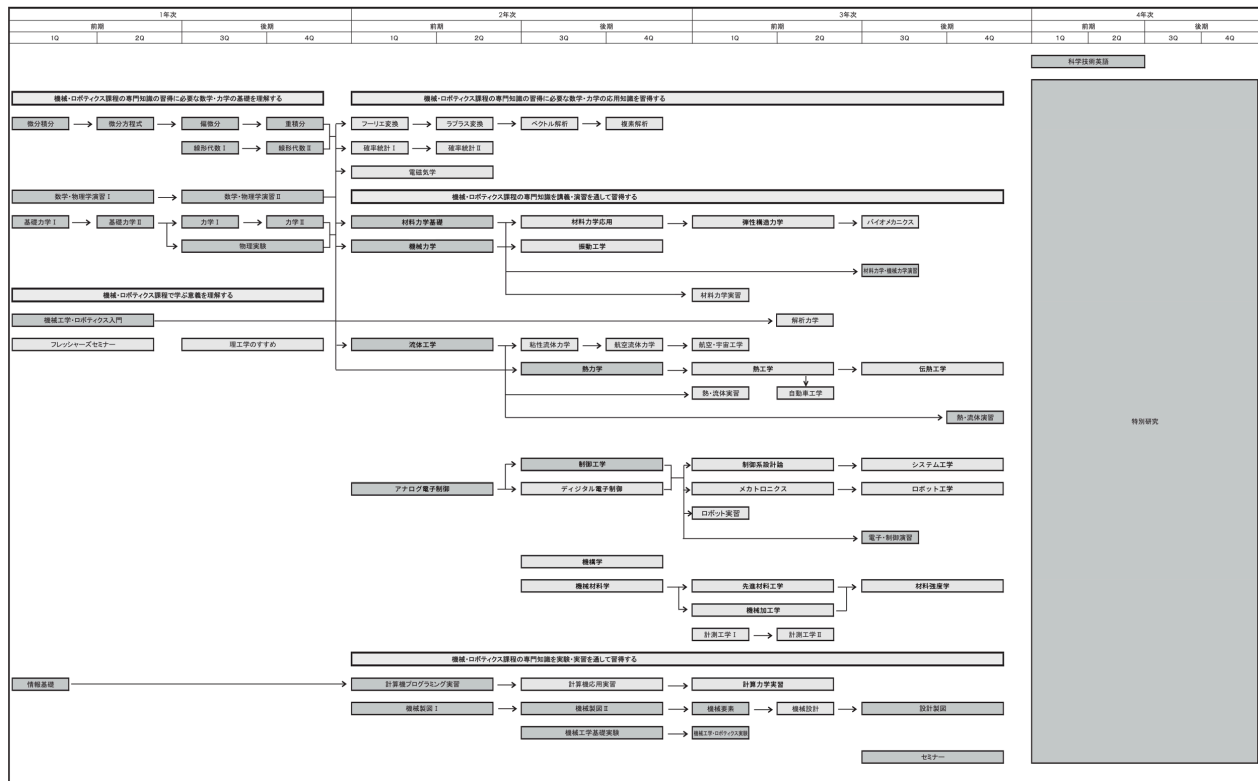 1年次 2年次 3年次 4年次
前期 後期 前期 後期 前期 後期 前期 後期
1Q 2Q 3Q 4Q 1Q 2Q 3Q 4Q 1Q 2Q 3Q 4Q 1Q 2Q 3Q 4Q
科学技術英語
機械・ロボティクス課程の専門知識の習得に必要な数学・力学の基礎を理解する 機械・ロボティクス課程の専門知識の習得に必要な数学・力学の応用知識を習得する
微分積分 微分方程式 偏微分 重積分 フーリエ変換 ラプラス変換 ベクトル解析 複素解析
線形代数Ⅰ 線形代数Ⅱ 確率統計Ⅰ 確率統計Ⅱ
電磁気学
数学・物理学演習Ⅰ 数学・物理学演習Ⅱ 機械・ロボティクス課程の専門知識を講義・演習を通して習得する
基礎力学Ⅰ 基礎力学Ⅱ 力学Ⅰ 力学Ⅱ 材料力学基礎 材料力学応用 弾性構造力学 バイオメカニクス
物理実験 機械力学 振動工学
材料力学・機械力学演習
機械・ロボティクス課程で学ぶ意義を理解する 材料力学実習
機械工学・ロボティクス入門 解析力学
フレッシャーズセミナー 理工学のすすめ 流体工学 粘性流体力学 航空流体力学 航空・宇宙工学
熱力学 熱工学 伝熱工学
熱・流体実習 自動車工学
熱・流体演習
特別研究
制御工学 制御系設計論 システム工学
アナログ電子制御 ディジタル電子制御 メカトロニクス ロボット工学
ロボット実習
電子・制御演習
機構学
機械材料学 先進材料工学 材料強度学
機械加工学
計測工学Ⅰ 計測工学Ⅱ
機械・ロボティクス課程の専門知識を実験・実習を通して習得する
情報基礎 計算機プログラミング実習 計算機応用実習 計算力学実習
機械製図Ⅰ 機械製図Ⅱ 機械要素 機械設計 設計製図
機械工学基礎実験 機械工学・ロボティクス実験
セミナー